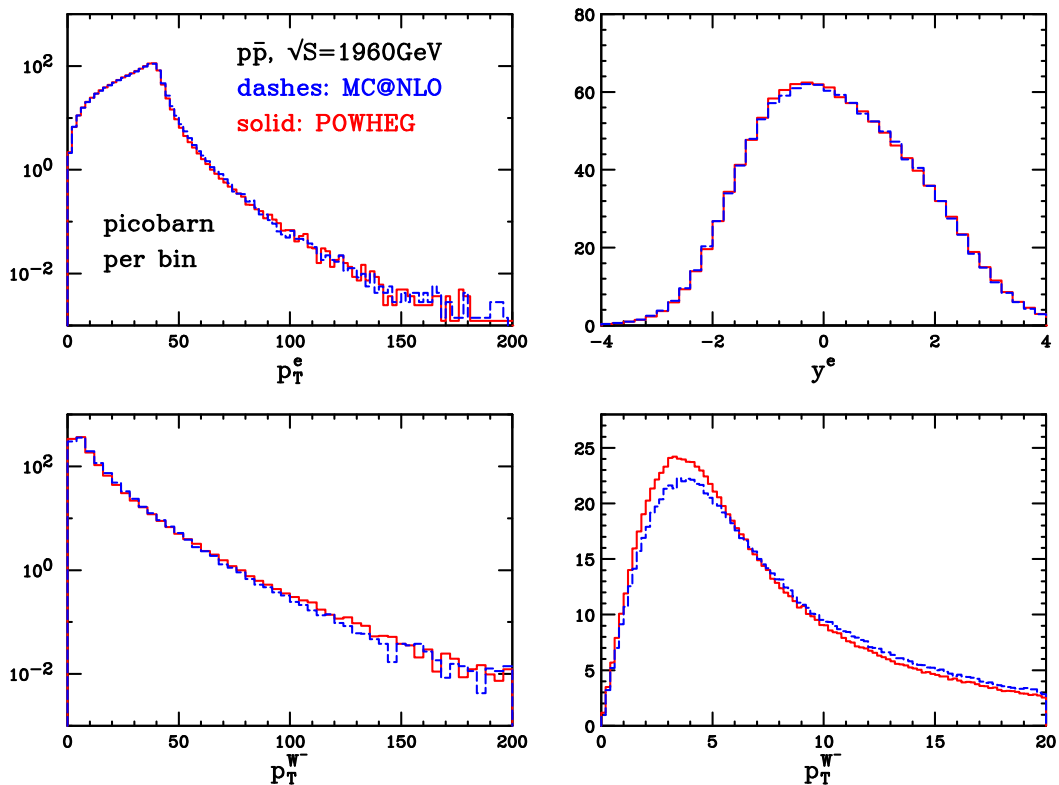 pp̄, √S=1960GeV
dashes: MC@NLO
solid: POWHEG
picobarn
per bin
10²
10⁰
10⁻²
0 50 100 150 200
p_T^e
80
60
40
20
0
−4 −2 0 2 4
y^e
10²
10⁰
10⁻²
0 50 100 150 200
p_T^{W−}
25
20
15
10
5
0
0 5 10 15 20
p_T^{W−}